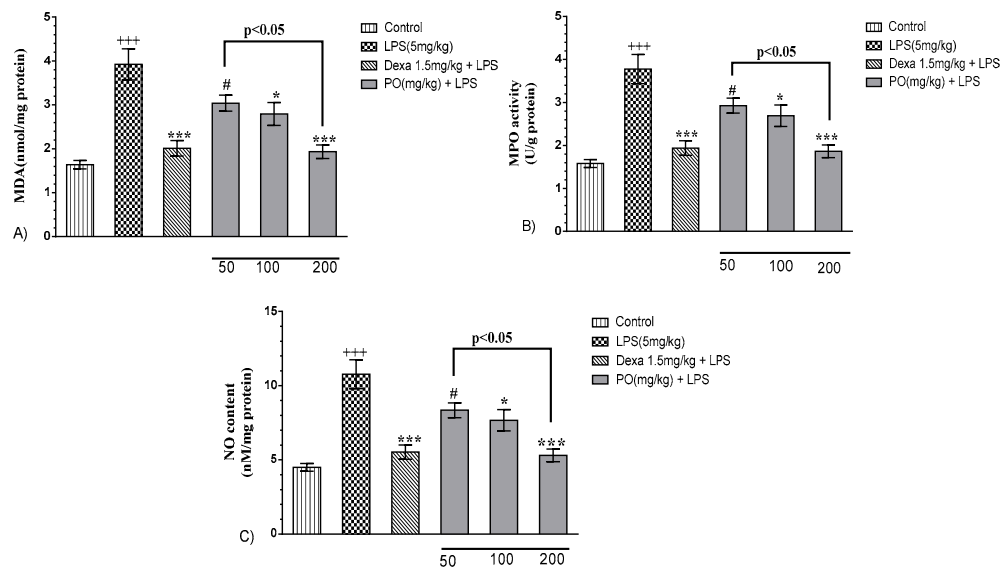 MDA(nmol/mg protein)
5
4
3
2
1
0
+++
***
#
*
***
p<0.05
Control
LPS(5mg/kg)
Dexa 1.5mg/kg + LPS
PO(mg/kg) + LPS
A)
50 100 200
MPO activity
(U/g protein)
5
4
3
2
1
0
+++
***
#
*
***
p<0.05
Control
LPS(5mg/kg)
Dexa 1.5mg/kg + LPS
PO(mg/kg) + LPS
B)
50 100 200
NO content
(nM/mg protein)
15
10
5
0
+++
***
#
*
***
p<0.05
Control
LPS(5mg/kg)
Dexa 1.5mg/kg + LPS
PO(mg/kg) + LPS
C)
50 100 200